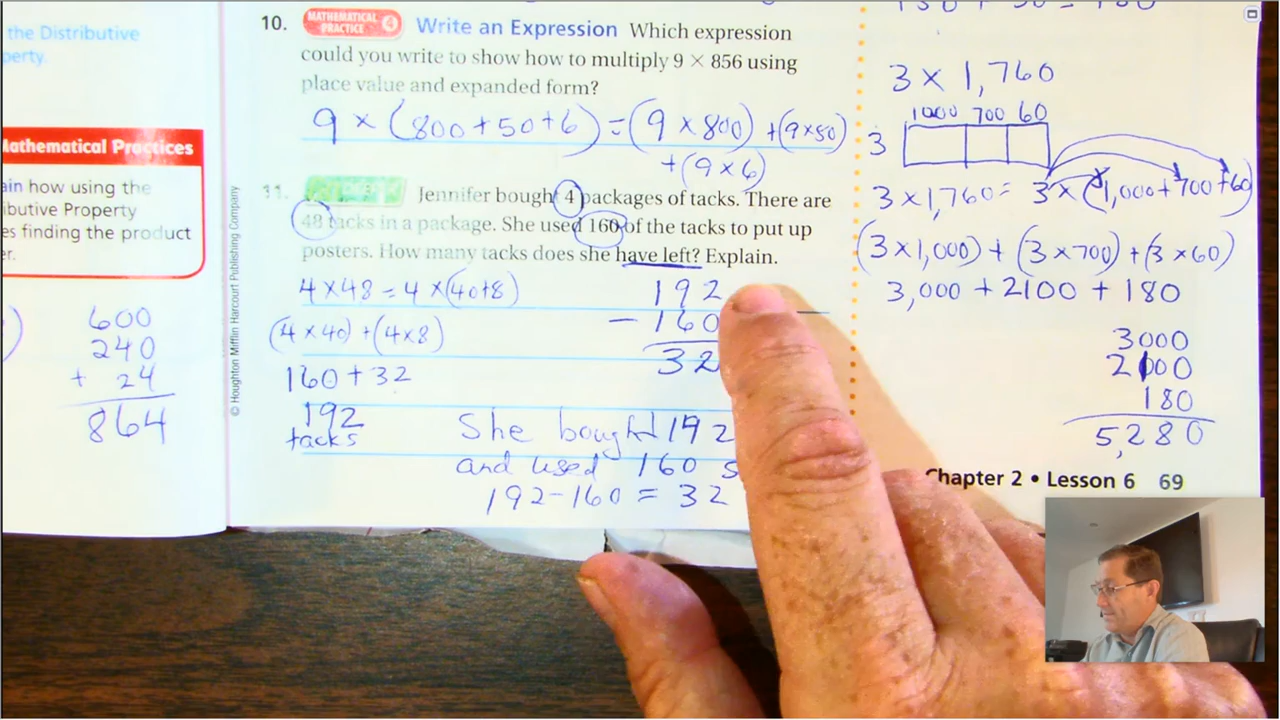 the Distributive
perty.
Mathematical Practices
ain how using the
ributive Property
es finding the product
er.
600
240
+ 24
864
© Houghton Mifflin Harcourt Publishing Company
10. MATHEMATICAL PRACTICE 4 Write an Expression Which expression
could you write to show how to multiply 9 × 856 using
place value and expanded form?
9 × (800+50+6) = (9 × 800) + (9×50)
+ (9 × 6)
11. Jennifer bought 4 packages of tacks. There are
48 tacks in a package. She used 160 of the tacks to put up
posters. How many tacks does she have left? Explain.
4×48 = 4 × (40+8)
(4 × 40) + (4×8)
160 + 32
192
tacks
192
- 160
32
She bought 192
and used 160 s
192-160 = 32
3 × 1,760
1000 700 60
3
3 × 1,760 = 3 × (1,000+700+60)
(3×1,000) + (3×700) + (3×60)
3,000 + 2100 + 180
3000
2100
180
5,280
Chapter 2 • Lesson 6 69